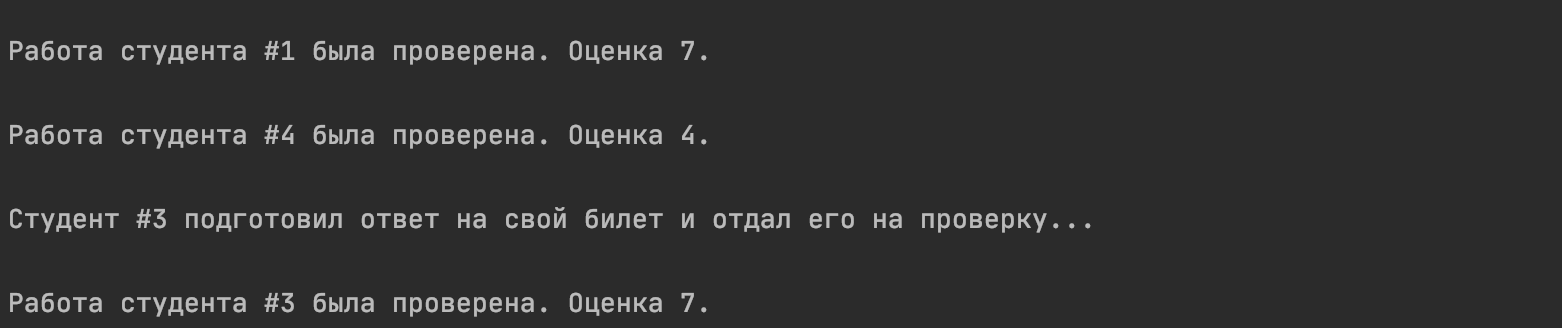 Работа студента #1 была проверена. Оценка 7.
Работа студента #4 была проверена. Оценка 4.
Студент #3 подготовил ответ на свой билет и отдал его на проверку...
Работа студента #3 была проверена. Оценка 7.